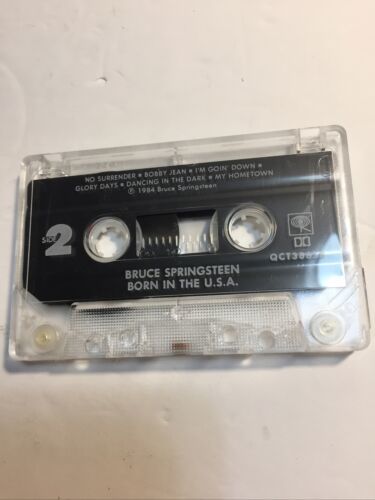 NO SURRENDER • BOBBY JEAN • I'M GOIN' DOWN •
GLORY DAYS • DANCING IN THE DARK • MY HOMETOWN
℗ 1984 Bruce Springsteen
SIDE 2
BRUCE SPRINGSTEEN
BORN IN THE U.S.A.